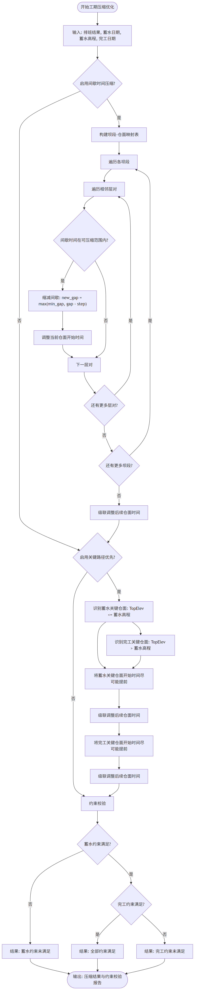 开始工期压缩优化
输入: 排班结果, 蓄水日期,
蓄水高程, 完工日期
启用间歇时间压缩?
是
构建坝段-仓面映射表
遍历各坝段
遍历相邻层对
间歇时间在可压缩范围内?
是
缩减间歇: new_gap =
max(min_gap, gap - step)
否
否
是
是
调整当前仓面开始时间
下一层对
还有更多层对?
否
还有更多坝段?
否
级联调整后续仓面时间
启用关键路径优先?
是
识别蓄水关键仓面: TopElev
<= 蓄水高程
识别完工关键仓面: TopElev
> 蓄水高程
将蓄水关键仓面开始时间尽
可能提前
否
级联调整后续仓面时间
将完工关键仓面开始时间尽
可能提前
级联调整后续仓面时间
约束校验
蓄水约束满足?
是
否
完工约束满足?
是
否
结果: 蓄水约束未满足
结果: 全部约束满足
结果: 完工约束未满足
输出: 压缩结果与约束校验
报告